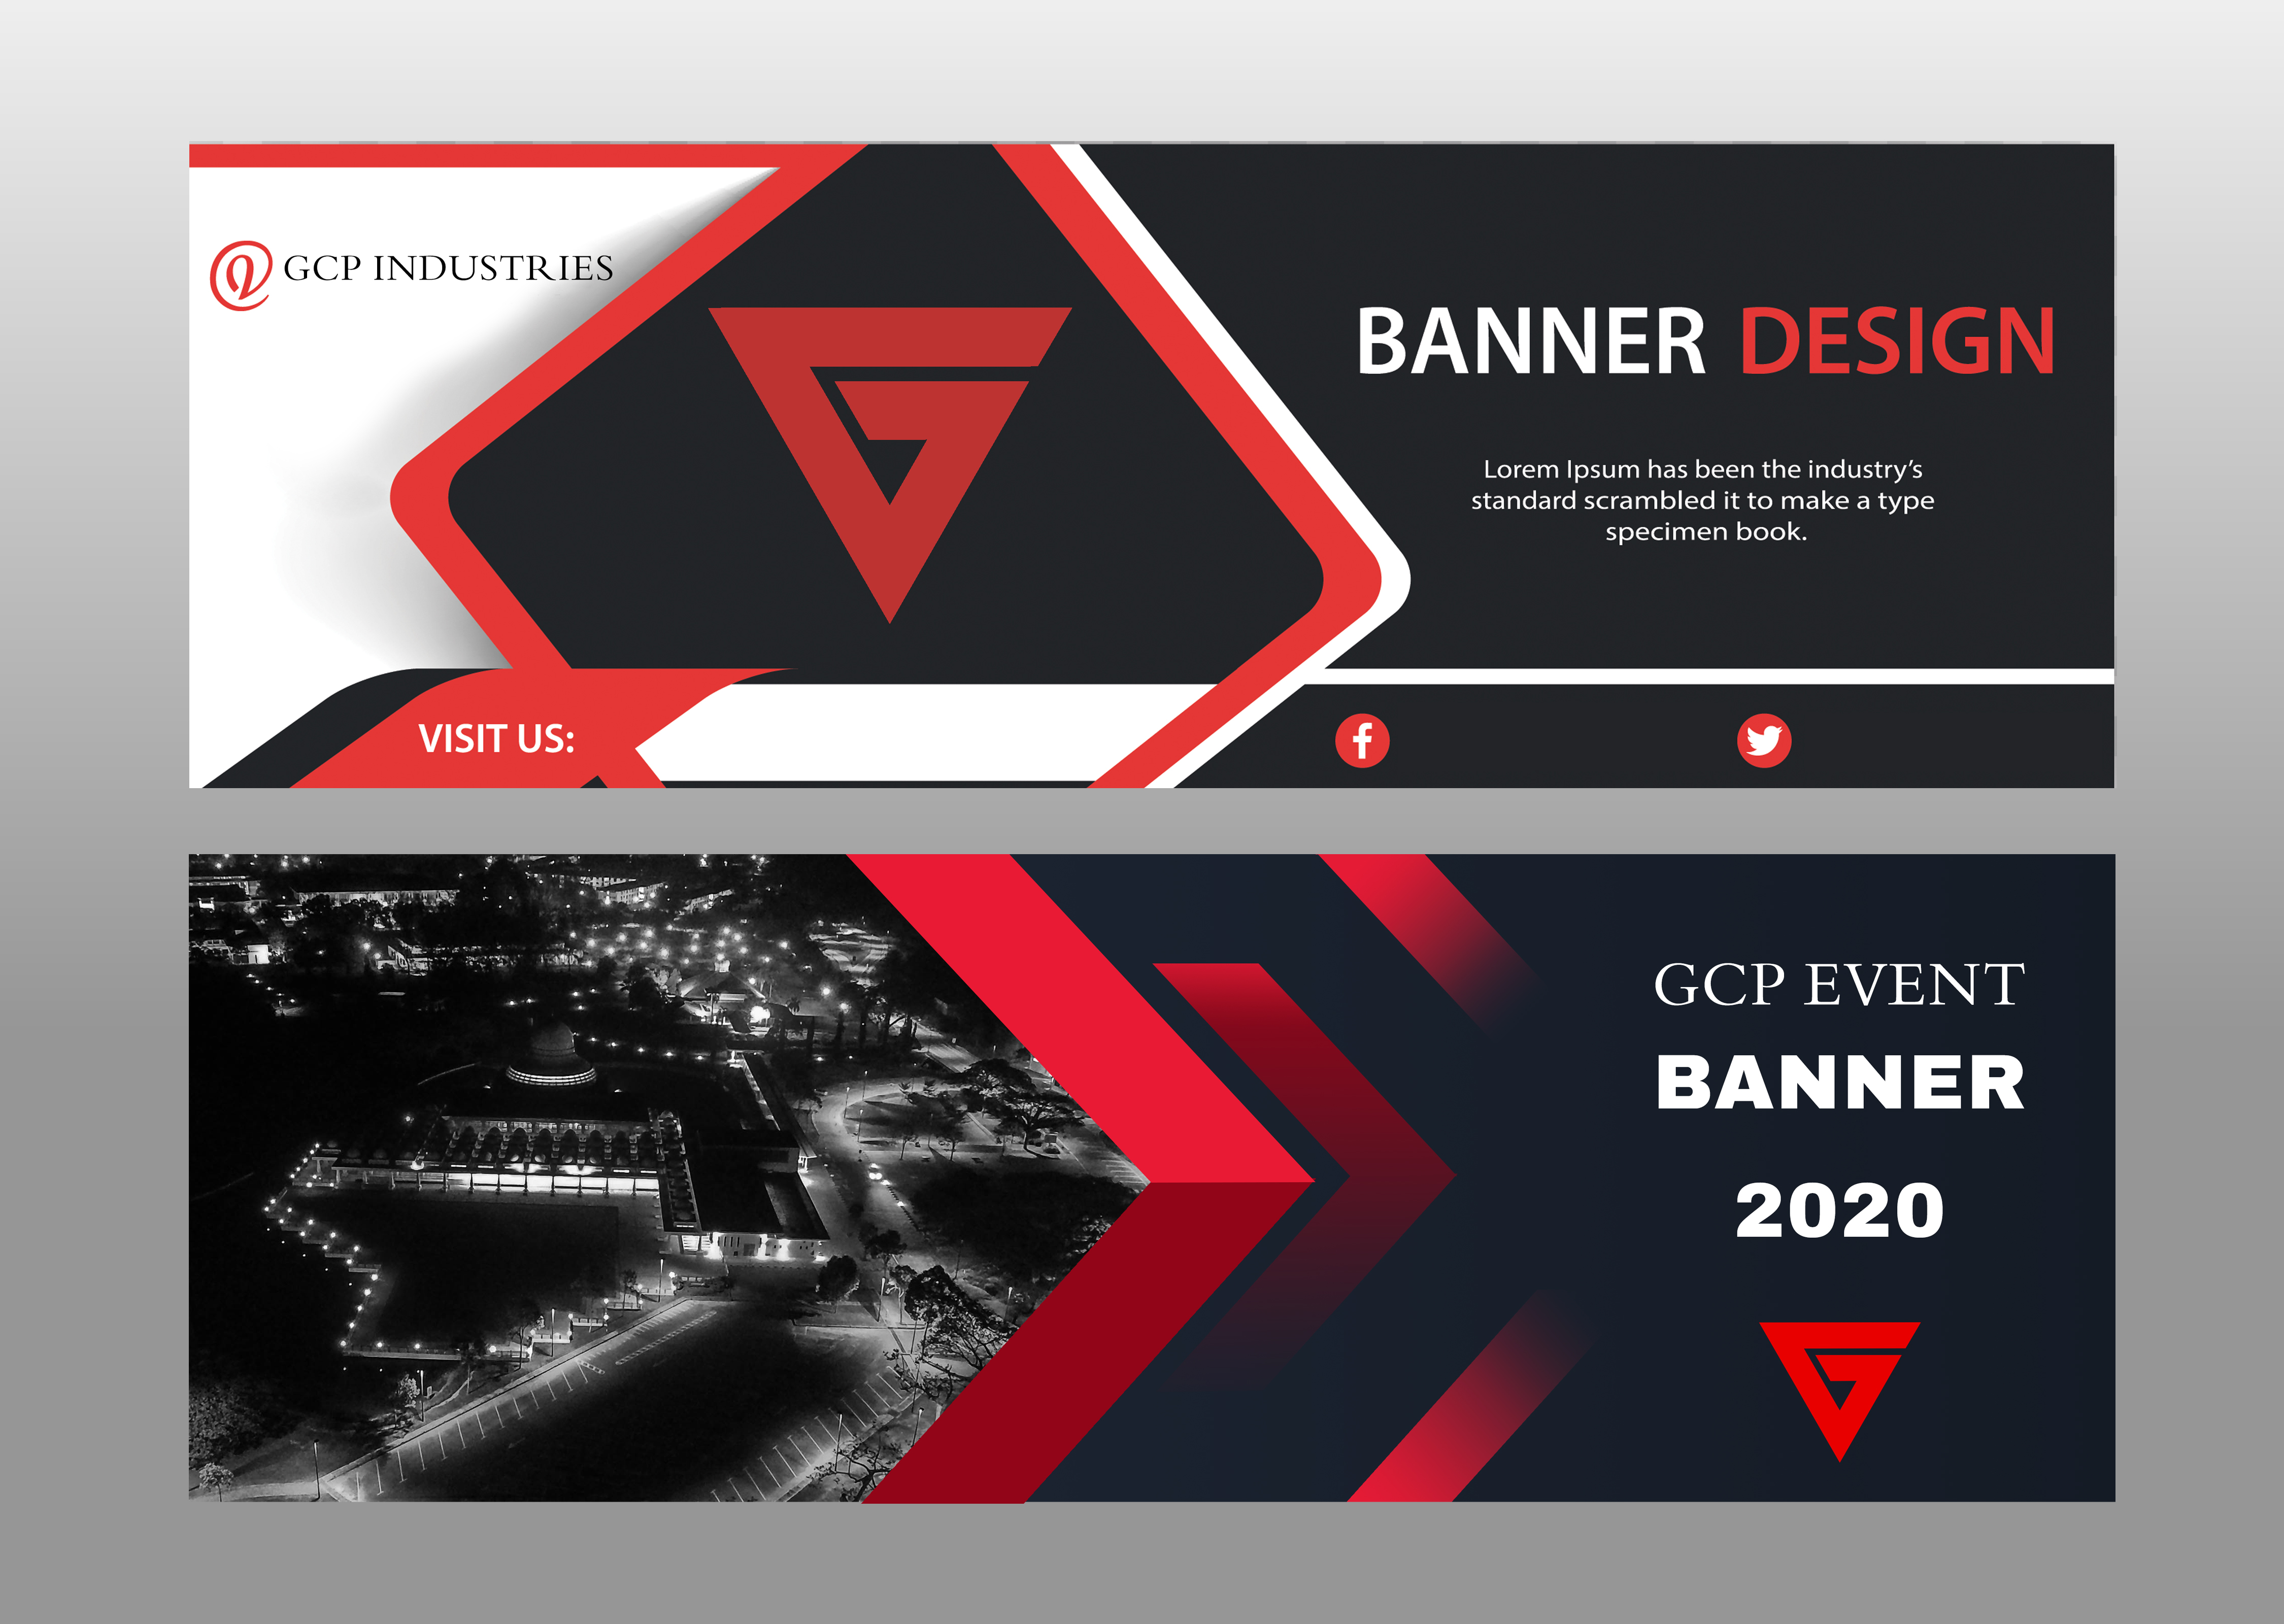 GCP INDUSTRIES
BANNER DESIGN
Lorem Ipsum has been the industry’s
standard scrambled it to make a type
specimen book.
VISIT US:
GCP EVENT
BANNER
2020